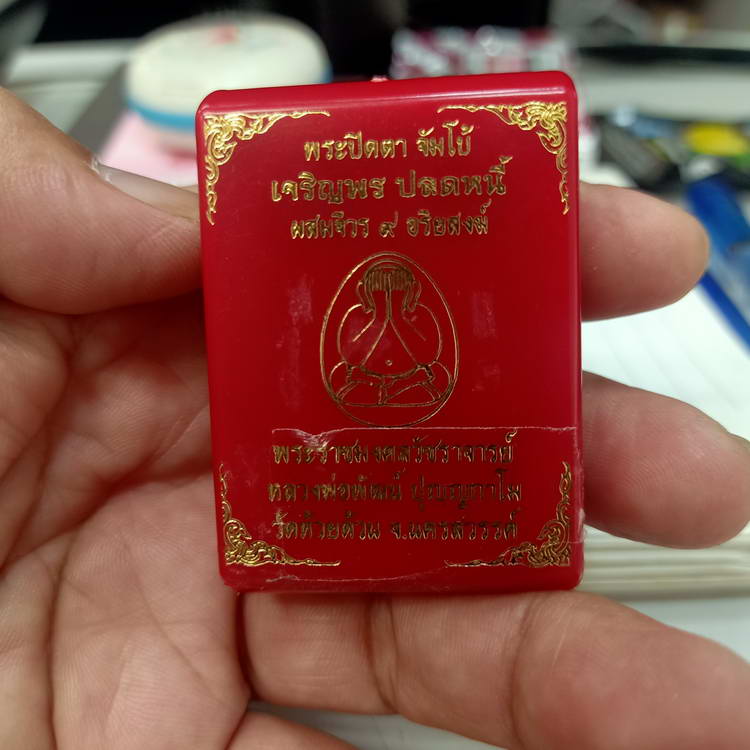 พระปิดตา จัมโบ้
เจริญพร ปลดหนี้
ผสมจีวร ๙ อริยสงฆ์
พระราชมงคลวัชราจารย์
หลวงพ่อพัฒน์ ปุญญกาโม
วัดห้วยด้วน จ.นครสวรรค์